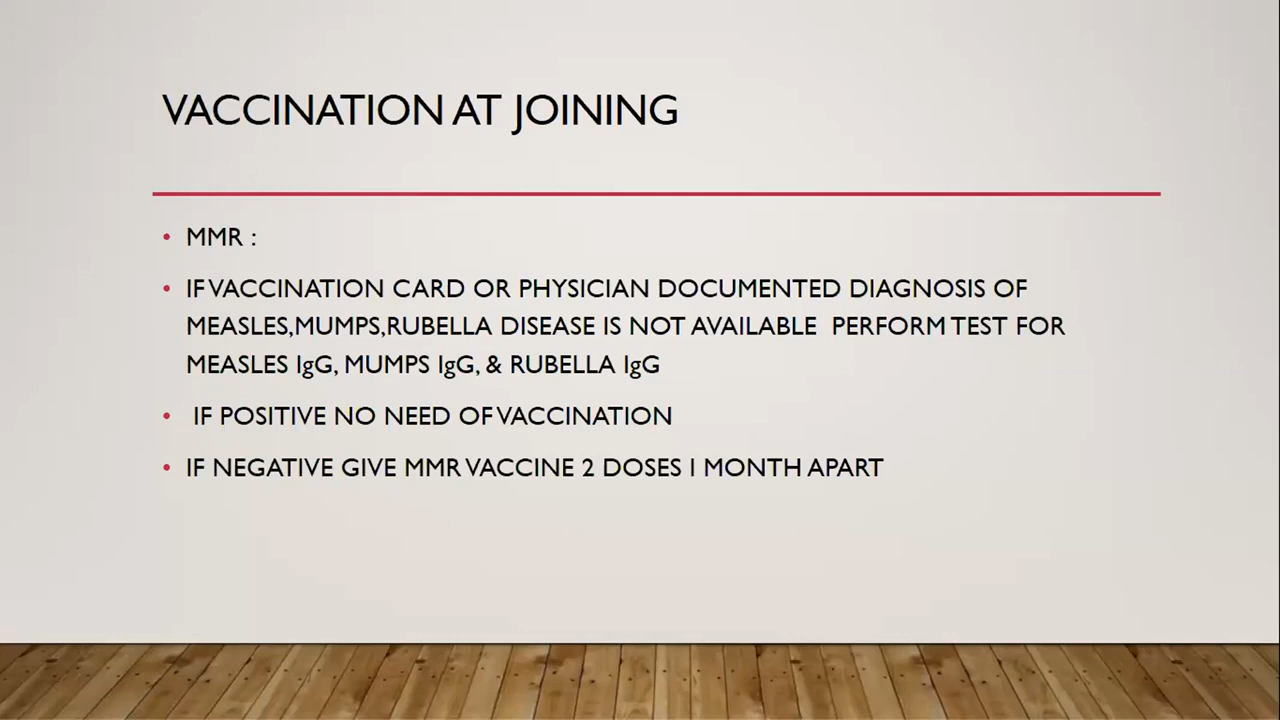 VACCINATION AT JOINING
• MMR :
• IF VACCINATION CARD OR PHYSICIAN DOCUMENTED DIAGNOSIS OF
MEASLES,MUMPS,RUBELLA DISEASE IS NOT AVAILABLE PERFORM TEST FOR
MEASLES IgG, MUMPS IgG, & RUBELLA IgG
• IF POSITIVE NO NEED OF VACCINATION
• IF NEGATIVE GIVE MMR VACCINE 2 DOSES 1 MONTH APART